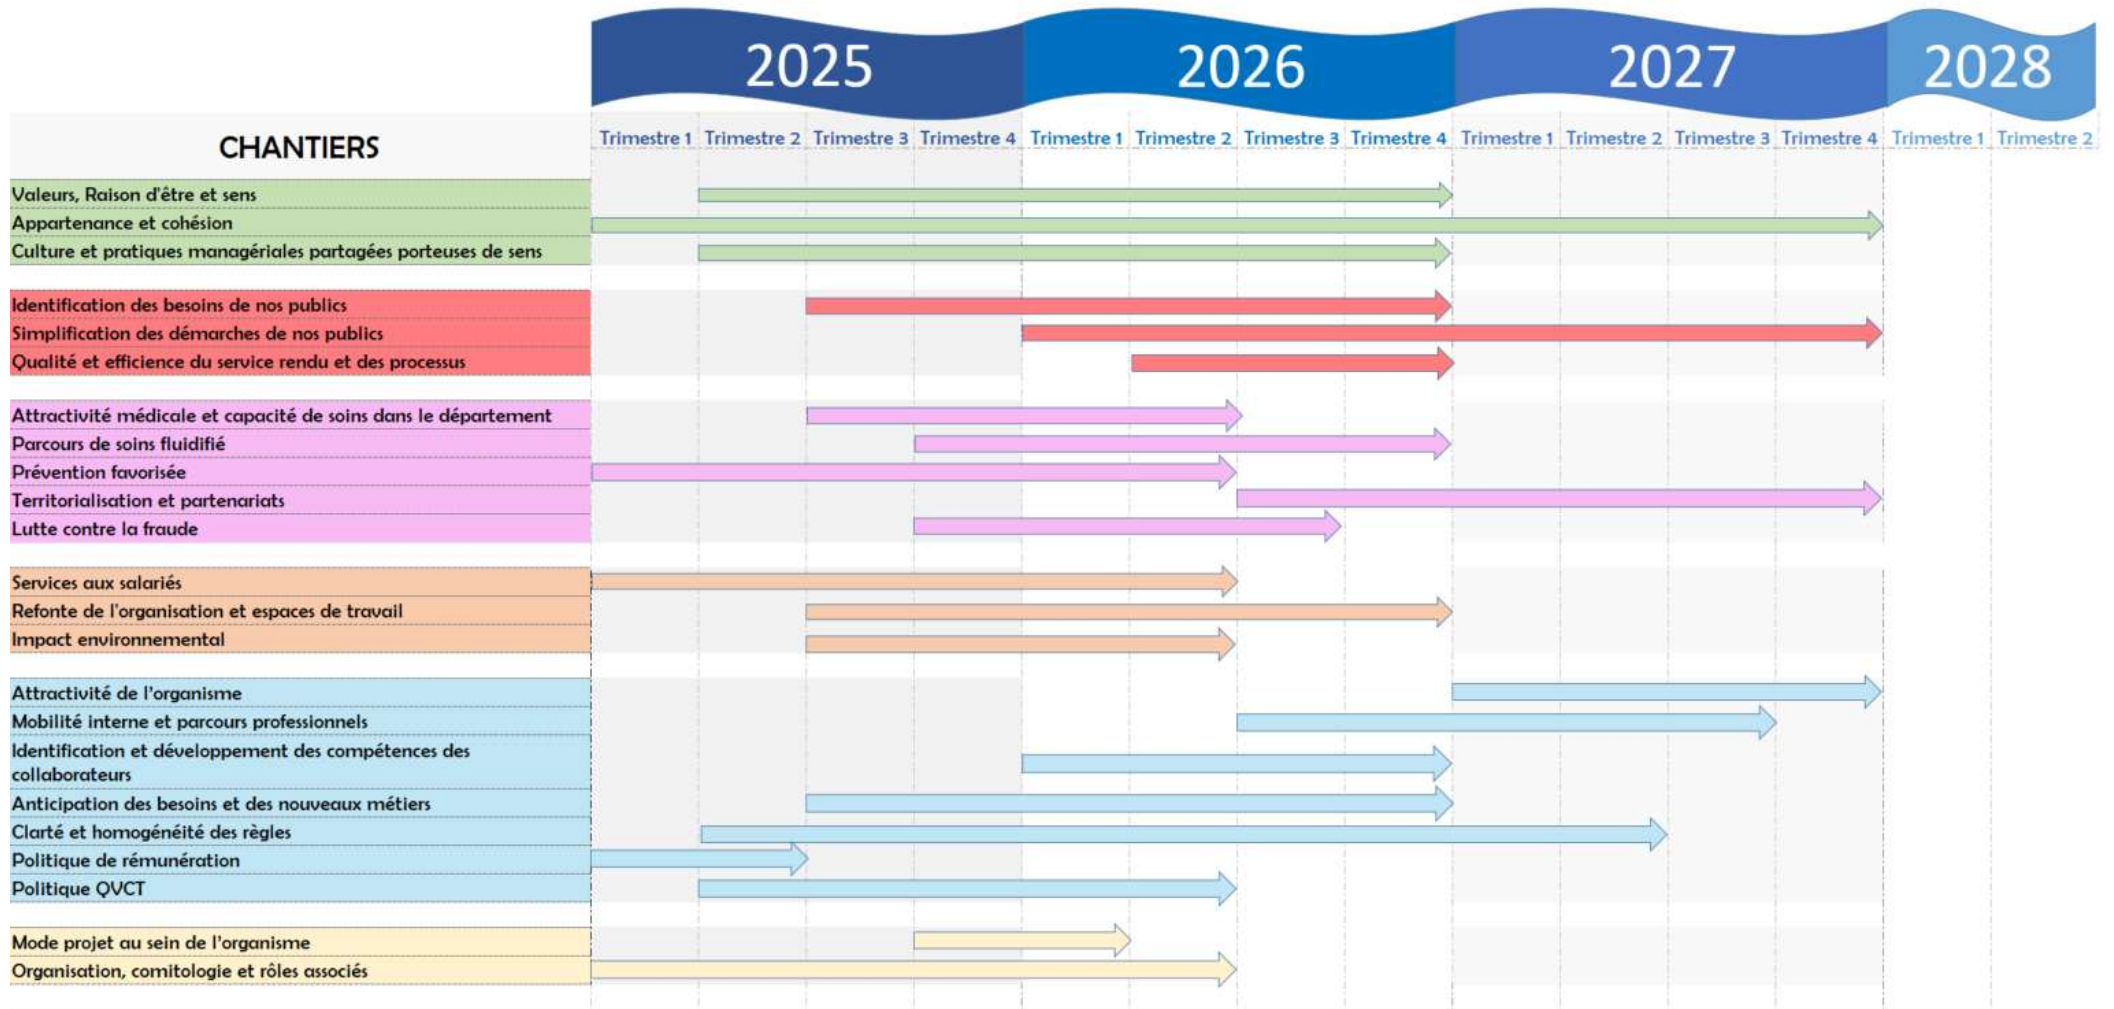 2025 2026 2027 2028
CHANTIERS
Trimestre 1 Trimestre 2 Trimestre 3 Trimestre 4 Trimestre 1 Trimestre 2 Trimestre 3 Trimestre 4 Trimestre 1 Trimestre 2 Trimestre 3 Trimestre 4 Trimestre 1 Trimestre 2
Valeurs, Raison d'être et sens
Appartenance et cohésion
Culture et pratiques managériales partagées porteuses de sens
Identification des besoins de nos publics
Simplification des démarches de nos publics
Qualité et efficience du service rendu et des processus
Attractivité médicale et capacité de soins dans le département
Parcours de soins fluidifié
Prévention favorisée
Territorialisation et partenariats
Lutte contre la fraude
Services aux salariés
Refonte de l'organisation et espaces de travail
Impact environnemental
Attractivité de l'organisme
Mobilité interne et parcours professionnels
Identification et développement des compétences des
collaborateurs
Anticipation des besoins et des nouveaux métiers
Clarté et homogénéité des règles
Politique de rémunération
Politique QVCT
Mode projet au sein de l'organisme
Organisation, comitologie et rôles associés